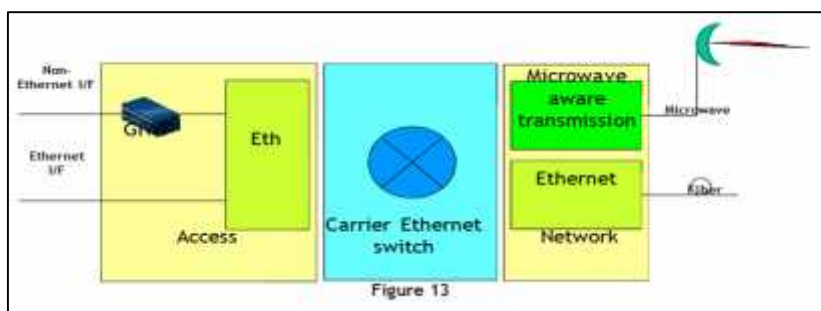 Non-
Ethernet I/F
Ethernet
I/F
Eth
Access
Carrier Ethernet
switch
Microwave
aware
transmission
Ethernet
Network
Microwave
Fiber
Figure 13